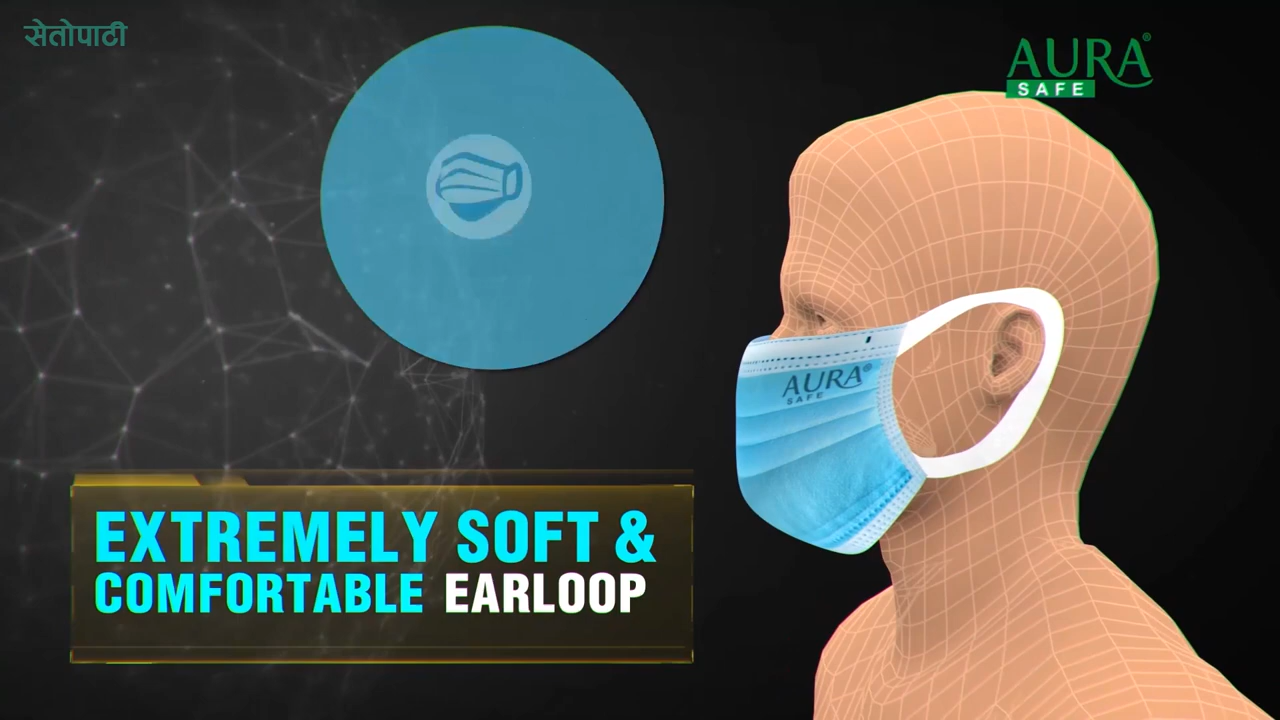 सेतोपाटी
AURA®
SAFE
AURA®
SAFE
EXTREMELY SOFT &
COMFORTABLE EARLOOP